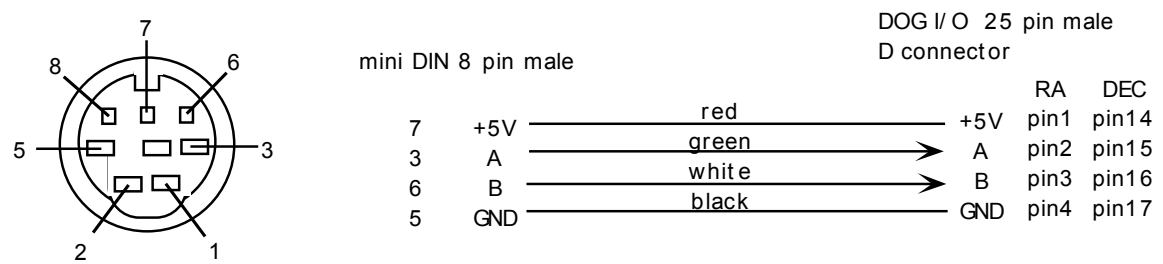 7
8
6
5
3
2
1
mini DIN 8 pin male
DOG I/O 25 pin male
D connector
RA DEC
7 +5V red +5V pin1 pin14
3 A green A pin2 pin15
6 B white B pin3 pin16
5 GND black GND pin4 pin17